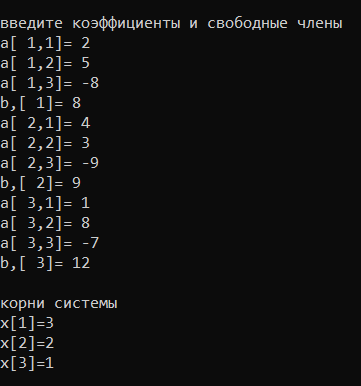 введите коэффициенты и свободные члены
a[ 1,1]= 2
a[ 1,2]= 5
a[ 1,3]= -8
b,[ 1]= 8
a[ 2,1]= 4
a[ 2,2]= 3
a[ 2,3]= -9
b,[ 2]= 9
a[ 3,1]= 1
a[ 3,2]= 8
a[ 3,3]= -7
b,[ 3]= 12
корни системы
x[1]=3
x[2]=2
x[3]=1